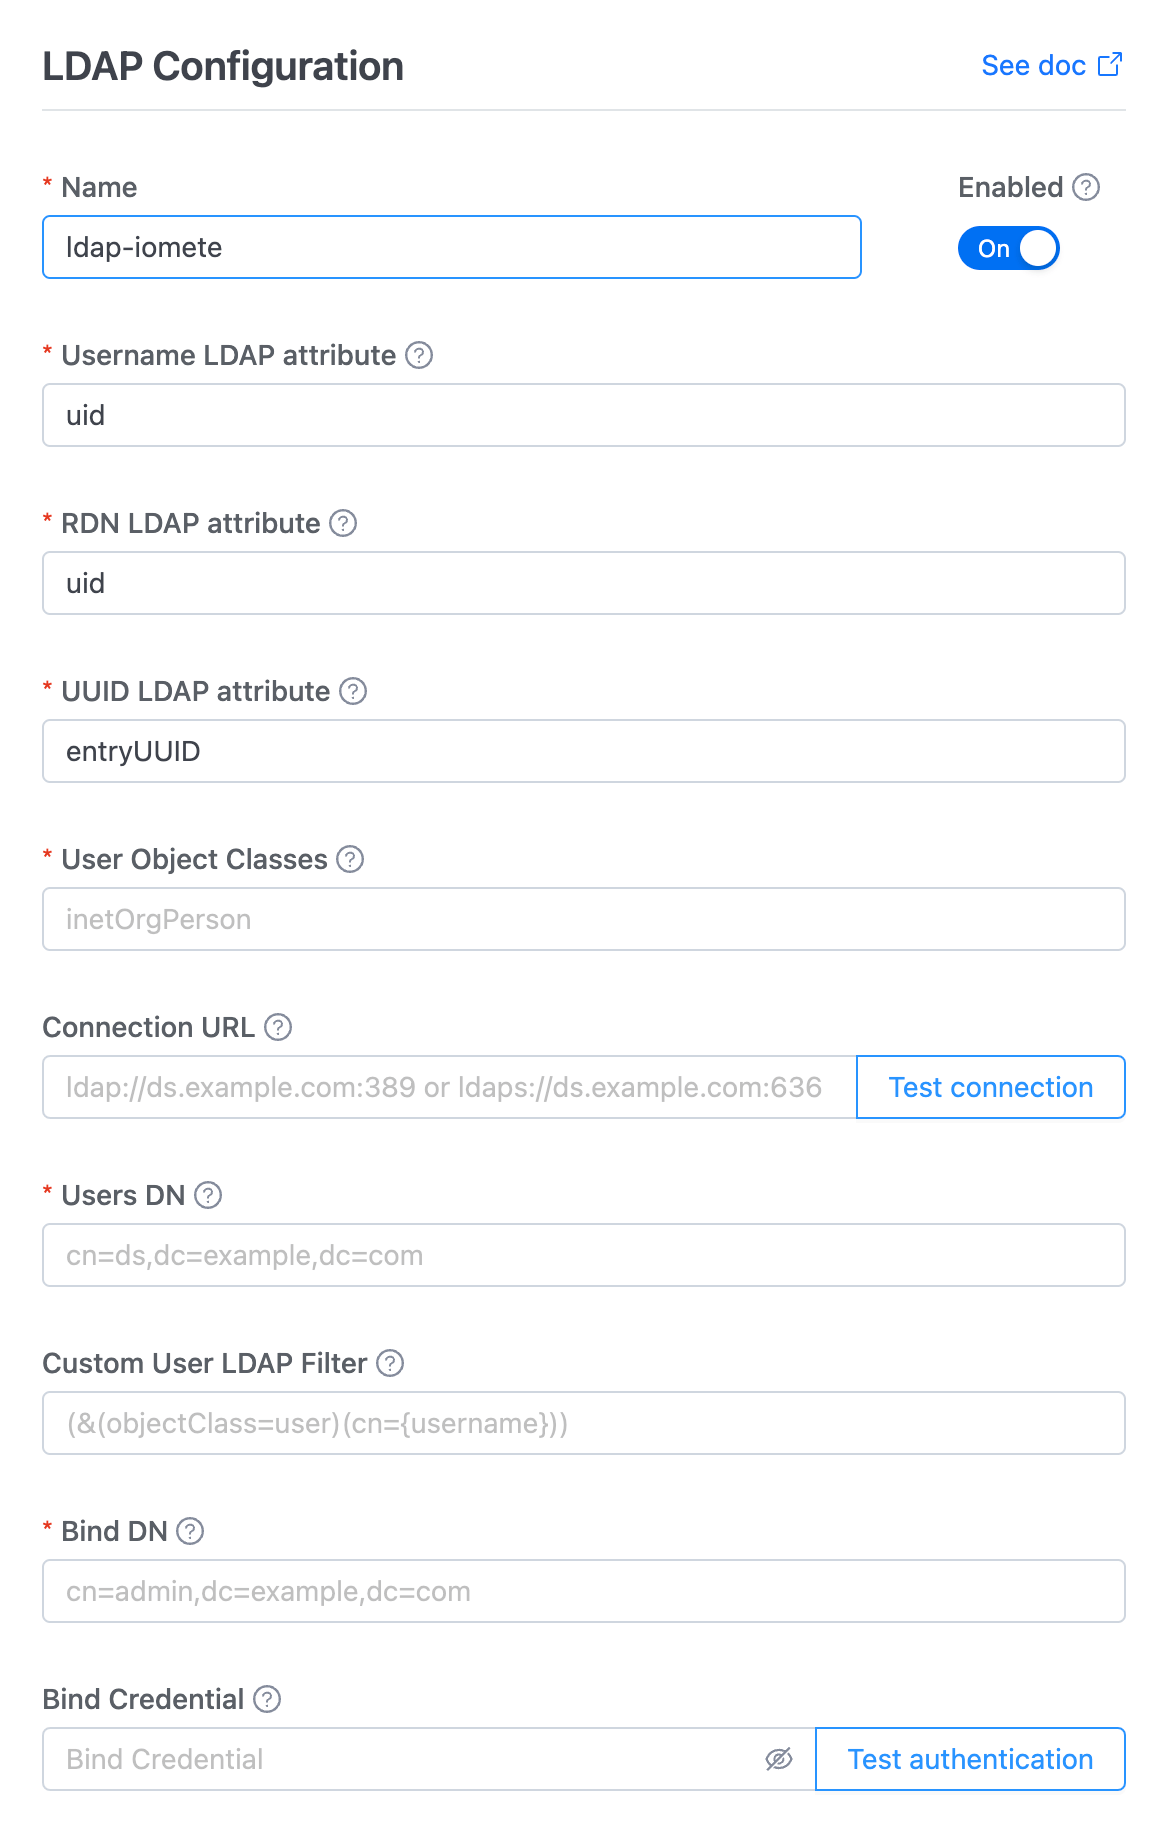 LDAP Configuration
See doc
* Name
Enabled ?
ldap-iomete
On
* Username LDAP attribute ?
uid
* RDN LDAP attribute ?
uid
* UUID LDAP attribute ?
entryUUID
* User Object Classes ?
inetOrgPerson
Connection URL ?
ldap://ds.example.com:389 or ldaps://ds.example.com:636
Test connection
* Users DN ?
cn=ds,dc=example,dc=com
Custom User LDAP Filter ?
(&(objectClass=user)(cn={username}))
* Bind DN ?
cn=admin,dc=example,dc=com
Bind Credential ?
Bind Credential
Test authentication